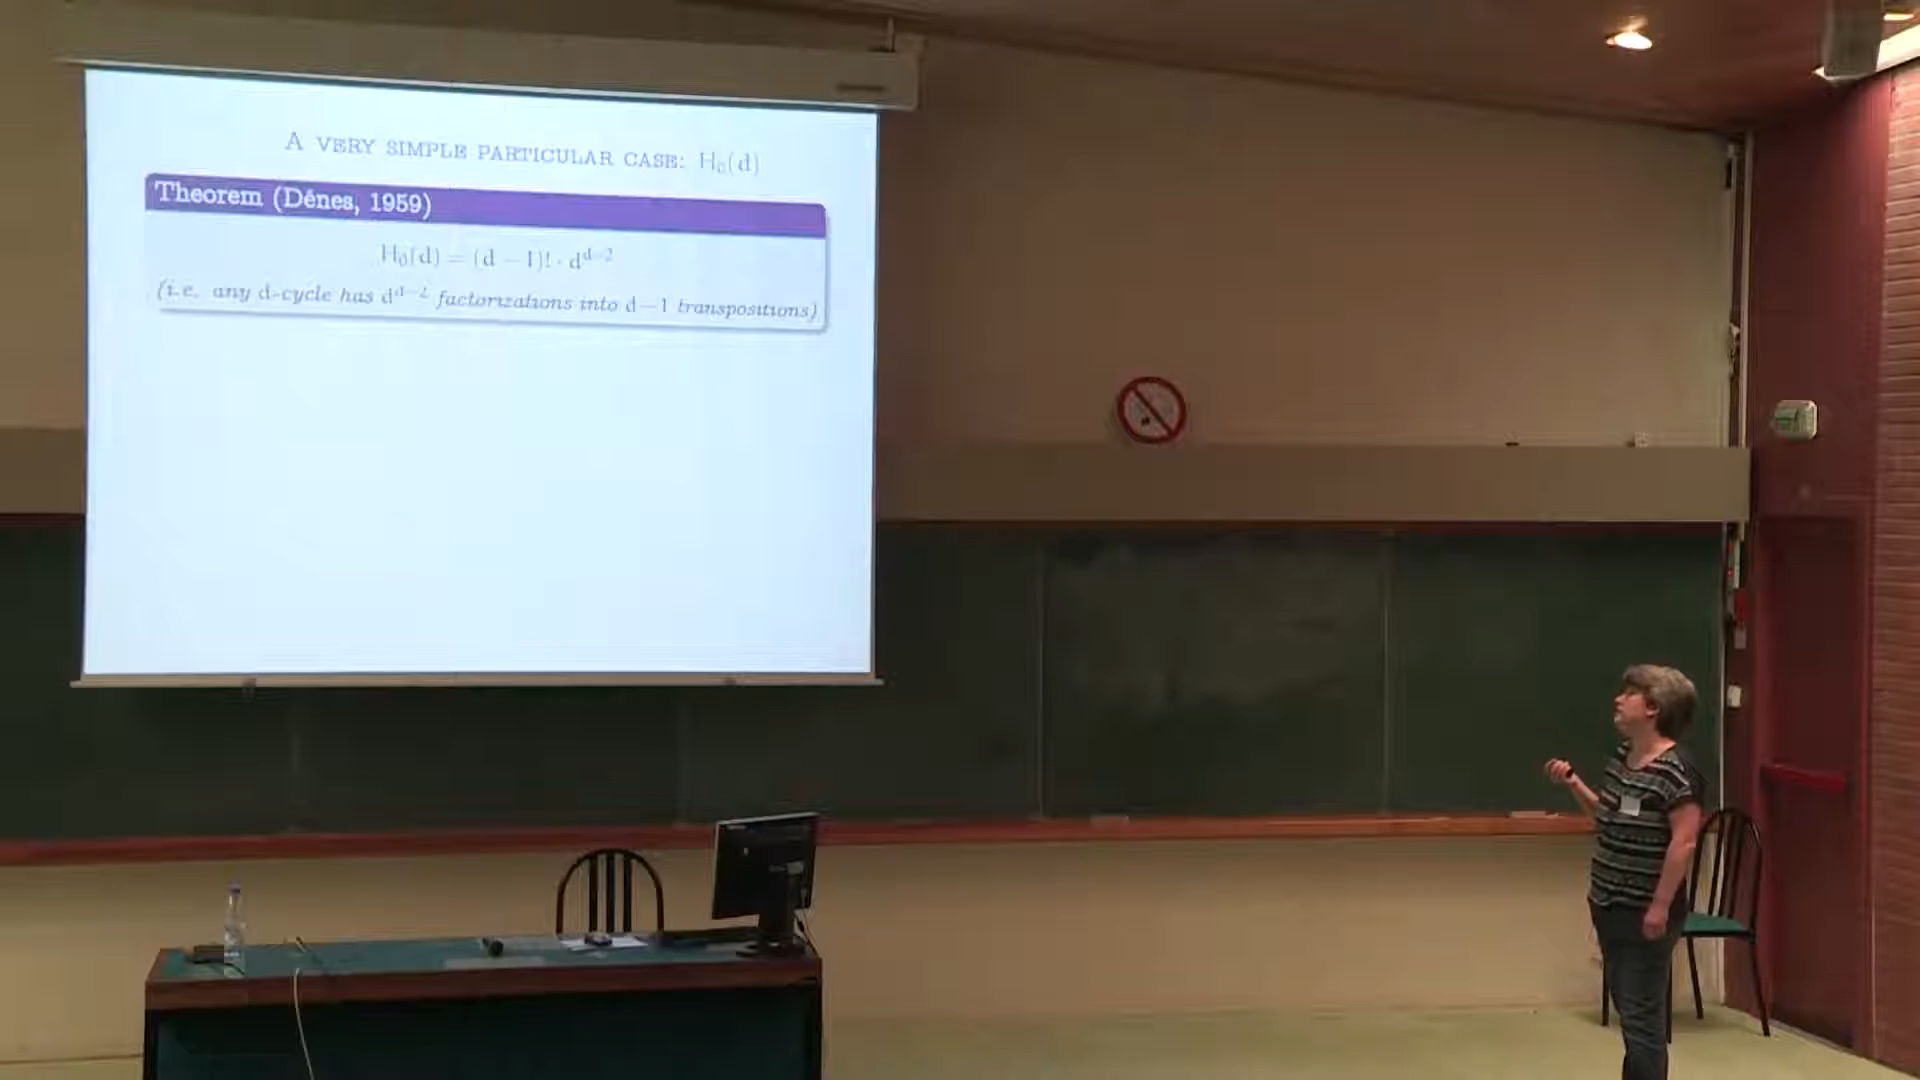 A VERY SIMPLE PARTICULAR CASE: H₀(d)
Theorem (Dénes, 1959)
H₀(d) = (d − 1)! · d^{d−2}
(i.e. any d-cycle has d^{d−2} factorizations into d−1 transpositions)